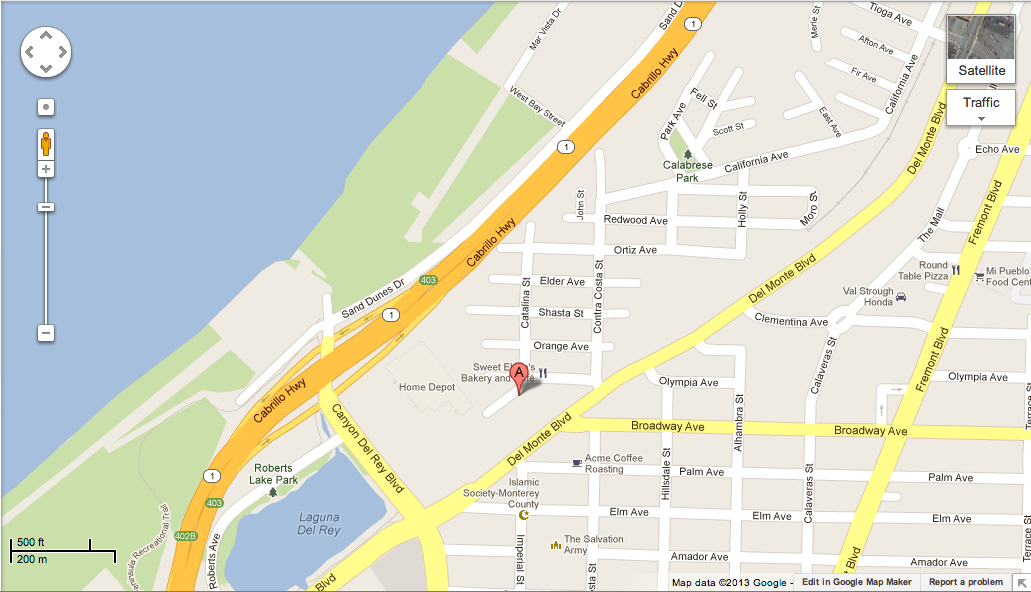 Mar Vista Dr
Sand D
1
Merle St
Tioga Ave
Afton Ave
Fir Ave
California Ave
Satellite
Traffic
Cabrillo Hwy
West Bay Street
Park Ave
Fell St
Scott St
East Ave
1
Calabrese
Park
California Ave
Del Monte Blvd
Echo Ave
John St
Redwood Ave
Holly St
Moro St
The Mall
Fremont Blvd
Cabrillo Hwy
Ortiz Ave
403
Sand Dunes Dr
Elder Ave
Catalina St
Contra Costa St
Del Monte Blvd
Round
Table Pizza
Mi Pueblo
Food Cent
Val Strough
Honda
1
Shasta St
Clementina Ave
Orange Ave
Fremont Blvd
Sweet El
Bakery and
A
Home Depot
Cabrillo Hwy
Olympia Ave
Calaveras St
Olympia Ave
Canyon Del Rey Blvd
Del Monte Blvd
Broadway Ave
Alhambra St
Broadway Ave
Terrace St
Acme Coffee
Roasting
Palm Ave
Palm Ave
Hillsdale St
Calaveras St
1
Roberts
Lake Park
Islamic
Society-Monterey
County
403
Laguna
Del Rey
Elm Ave
Elm Ave
Elm Ave
Peninsula Recreational Trail
402B
500 ft
200 m
Roberts Ave
Imperial St
The Salvation
Army
Amador Ave
Amador Ave
Terrace S
Blvd
sta St
Blvd
Map data ©2013 Google -
Edit in Google Map Maker
Report a problem